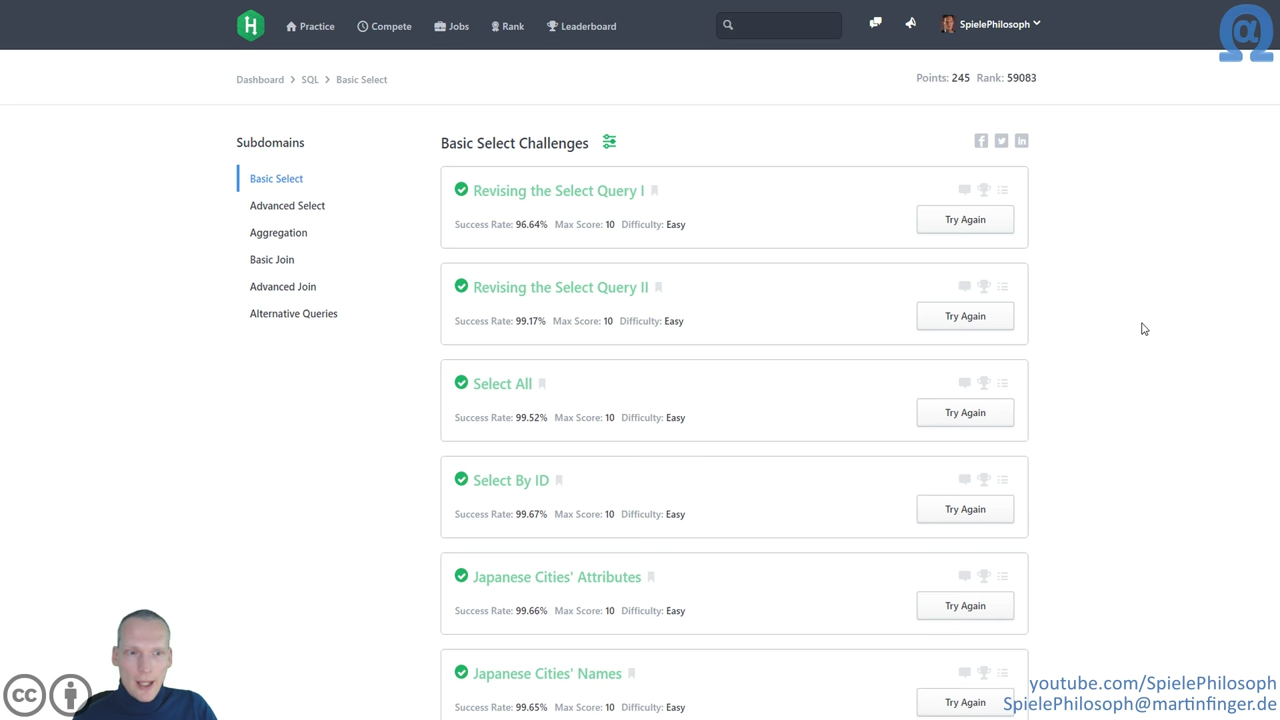 H Practice Compete Jobs Rank Leaderboard SpielePhilosoph
Dashboard > SQL > Basic Select Points: 245 Rank: 59083
Subdomains
Basic Select
Advanced Select
Aggregation
Basic Join
Advanced Join
Alternative Queries
Basic Select Challenges
Revising the Select Query I
Success Rate: 96.64% Max Score: 10 Difficulty: Easy
Try Again
Revising the Select Query II
Success Rate: 99.17% Max Score: 10 Difficulty: Easy
Try Again
Select All
Success Rate: 99.52% Max Score: 10 Difficulty: Easy
Try Again
Select By ID
Success Rate: 99.67% Max Score: 10 Difficulty: Easy
Try Again
Japanese Cities' Attributes
Success Rate: 99.66% Max Score: 10 Difficulty: Easy
Try Again
Japanese Cities' Names
Success Rate: 99.65% Max Score: 10 Difficulty: Easy
Try Again
cc
youtube.com/SpielePhilosoph
SpielePhilosoph@martinfinger.de